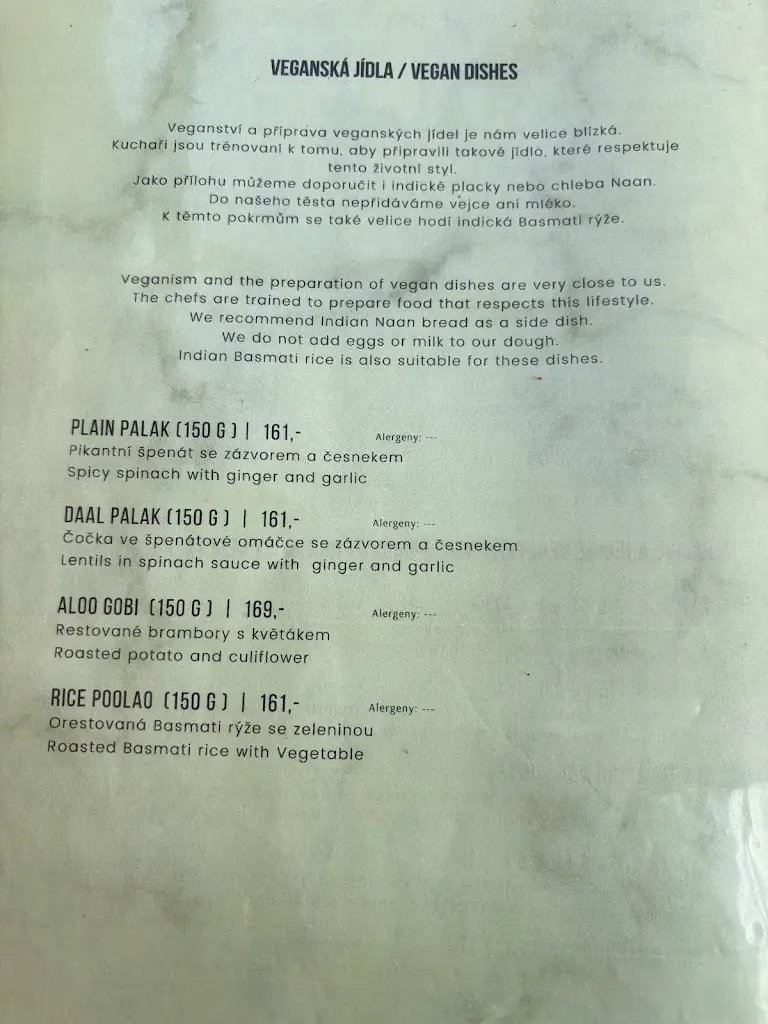 VEGANSKÁ JÍDLA / VEGAN DISHES
Veganství a příprava veganských jídel je nám velice blízká.
Kuchaři jsou trénovaní k tomu, aby připravili takové jídlo, které respektuje
tento životní styl.
Jako přílohu můžeme doporučit i indické placky nebo chleba Naan.
Do našeho těsta nepřidáváme vejce ani mléko.
K těmto pokrmům se také velice hodí indická Basmati rýže.
Veganism and the preparation of vegan dishes are very close to us.
The chefs are trained to prepare food that respects this lifestyle.
We recommend Indian Naan bread as a side dish.
We do not add eggs or milk to our dough.
Indian Basmati rice is also suitable for these dishes.
PLAIN PALAK (150 G ) | 161,- Alergeny: ---
Pikantní špenát se zázvorem a česnekem
Spicy spinach with ginger and garlic
DAAL PALAK (150 G ) | 161,- Alergeny: ---
Čočka ve špenátové omáčce se zázvorem a česnekem
Lentils in spinach sauce with ginger and garlic
ALOO GOBI (150 G ) | 169,- Alergeny: ---
Restované brambory s květákem
Roasted potato and culiflower
RICE POOLAO (150 G ) | 161,- Alergeny: ---
Orestovaná Basmati rýže se zeleninou
Roasted Basmati rice with Vegetable